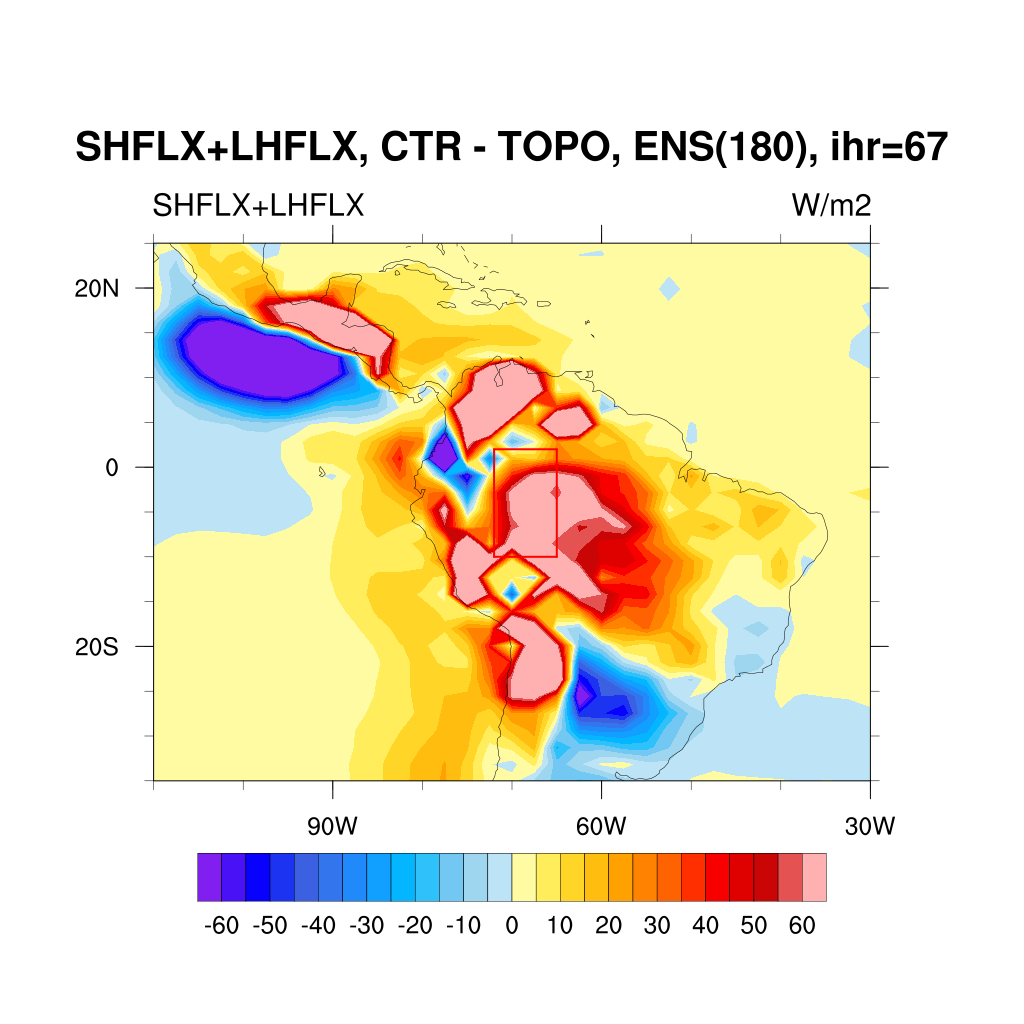 SHFLX+LHFLX, CTR - TOPO, ENS(180), ihr=67
SHFLX+LHFLX W/m2
20N
0
20S
90W 60W 30W
-60 -50 -40 -30 -20 -10 0 10 20 30 40 50 60